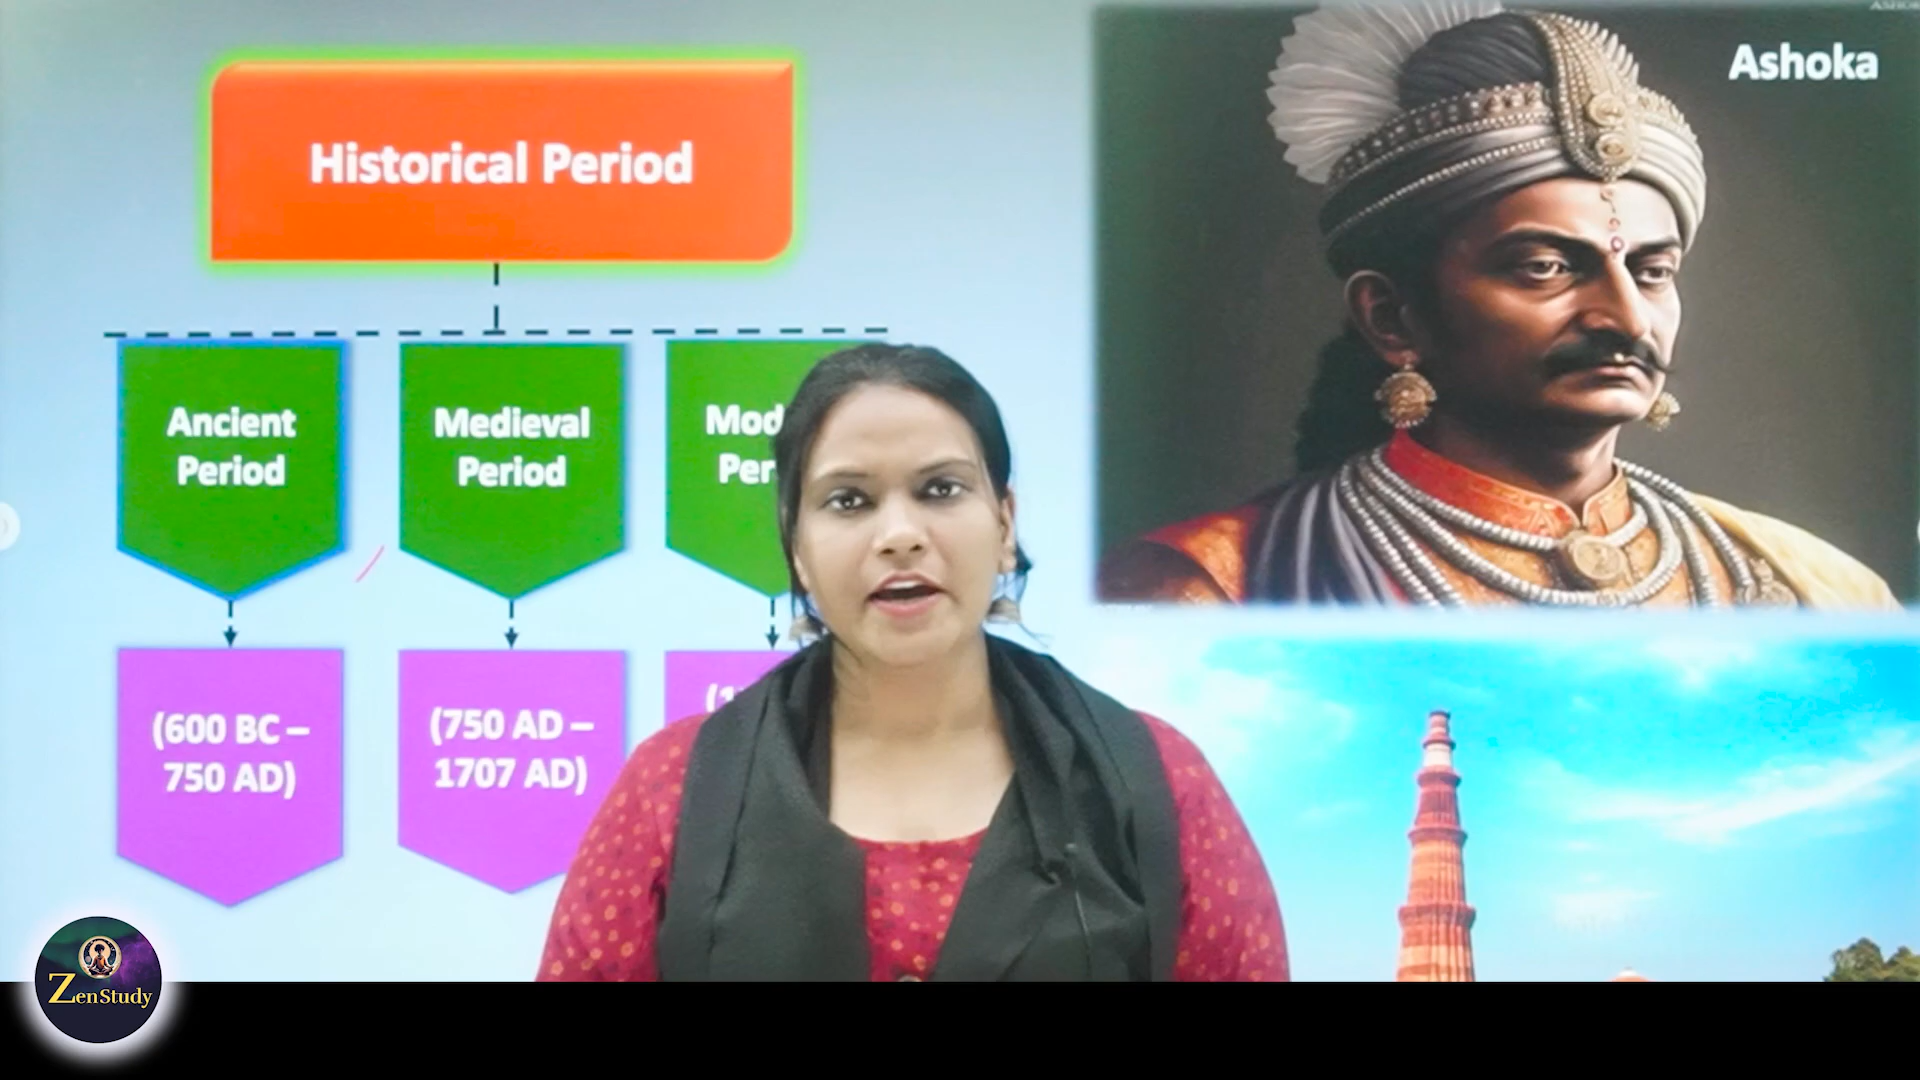 Historical Period
Ashoka
Ancient
Period
Medieval
Period
(600 BC –
750 AD)
(750 AD –
1707 AD)
ZenStudy